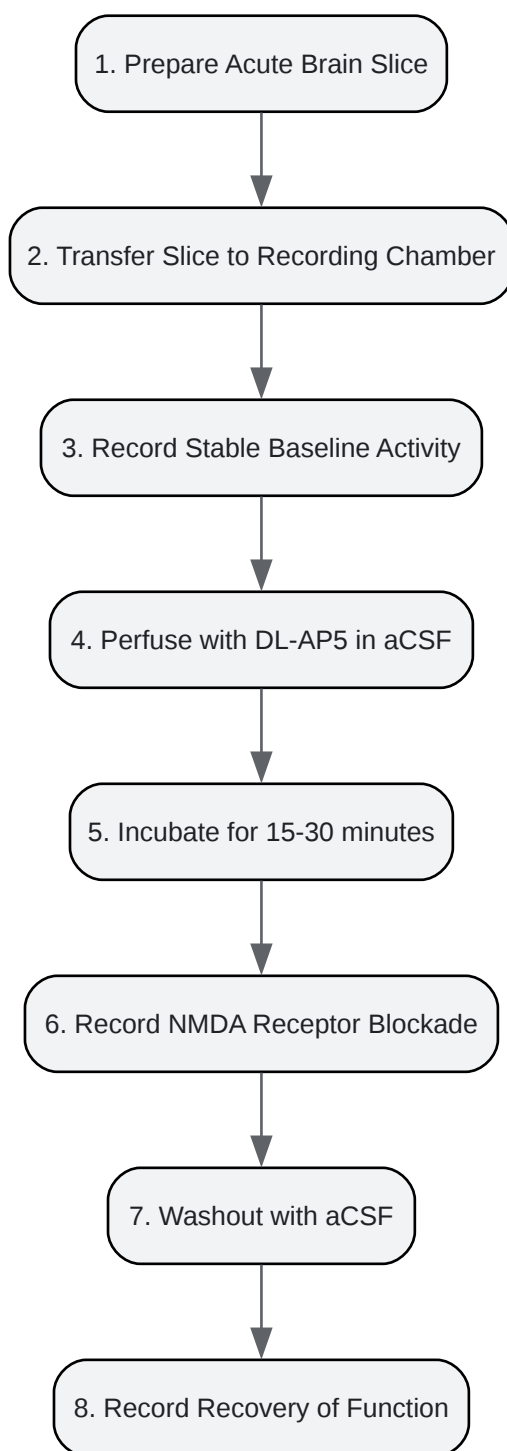 1. Prepare Acute Brain Slice
2. Transfer Slice to Recording Chamber
3. Record Stable Baseline Activity
4. Perfuse with DL-AP5 in aCSF
5. Incubate for 15-30 minutes
6. Record NMDA Receptor Blockade
7. Washout with aCSF
8. Record Recovery of Function